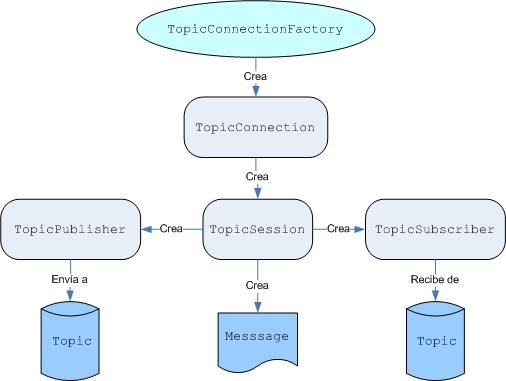 TopicConnectionFactory
Crea
TopicConnection
Crea
TopicPublisher
Crea
TopicSession
Crea
TopicSubscriber
Envía a
Crea
Recibe de
Topic
Messsage
Topic